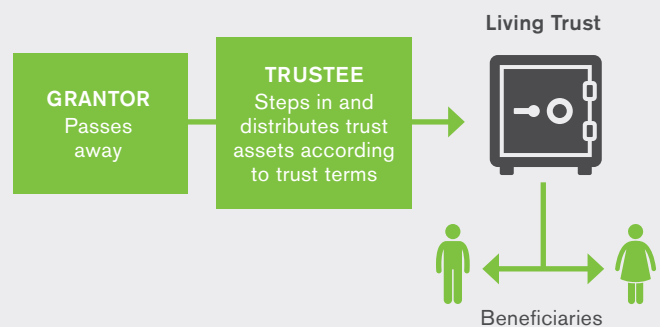 Living Trust
GRANTOR
Passes
away
TRUSTEE
Steps in and
distributes trust
assets according
to trust terms
Beneficiaries